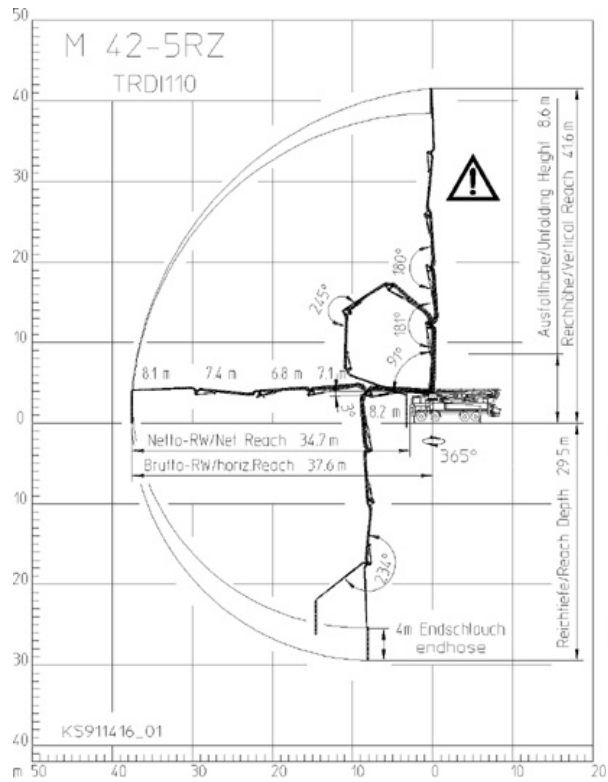 M 42-5RZ
TRDI110
50
40
30
20
10
0
10
20
30
40
Ausfalthöhe/Unfolding Height 8.6 m
Reichhöhe/Vertical Reach 41.6 m
180°
245°
181°
91°
8.1 m 7.4 m 6.8 m 7.1 m
3°
8.2 m
Netto-RW/Net Reach 34.7 m
Brutto-RW/horiz.Reach 37.6 m
365°
Reichtiefe/Reach Depth 29.5 m
234°
4m Endschlauch
endhose
KS911416_01
m 50 40 30 20 10 0 10 20